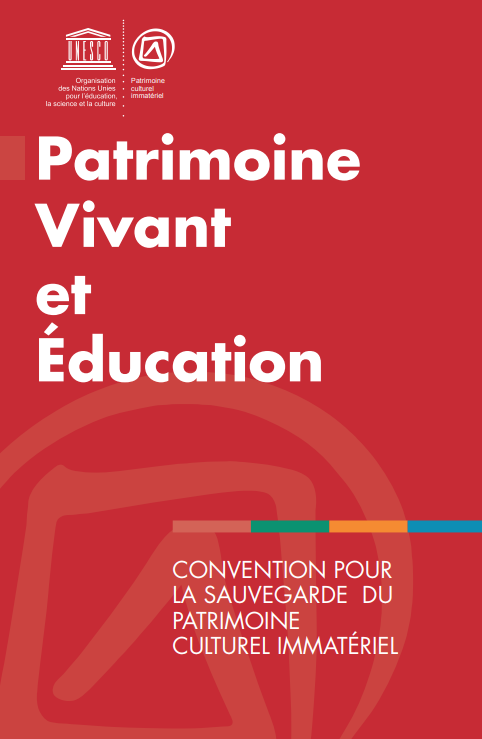 UNESCO
Organisation
des Nations Unies
pour l'éducation,
la science et la culture
Patrimoine
culturel
immatériel
Patrimoine
Vivant
et
Éducation
CONVENTION POUR
LA SAUVEGARDE DU
PATRIMOINE
CULTUREL IMMATÉRIEL